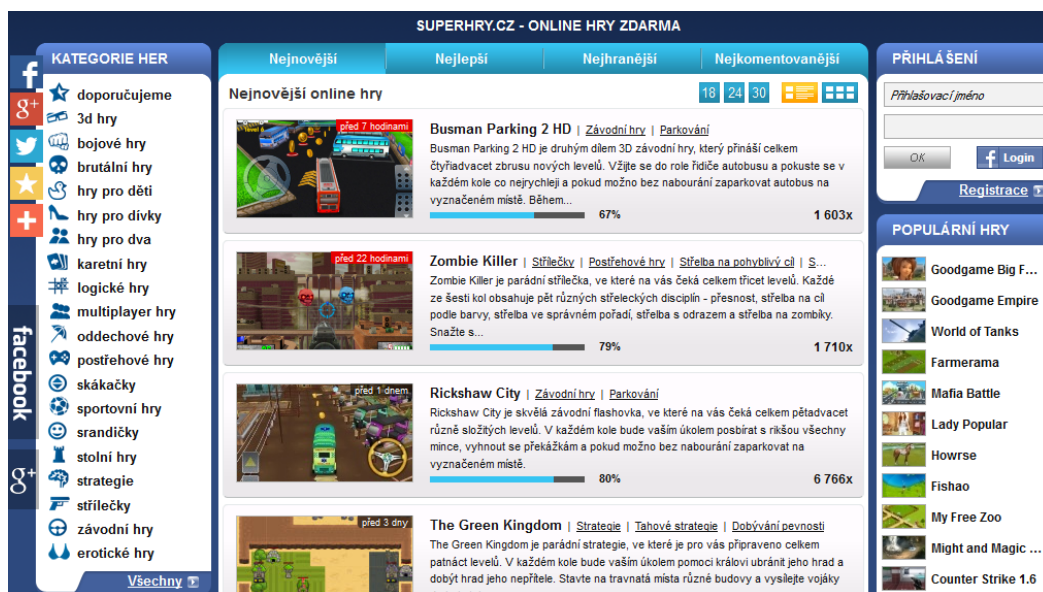 SUPERHRY.CZ - ONLINE HRY ZDARMA
KATEGORIE HER
doporučujeme
3d hry
bojové hry
brutální hry
hry pro děti
hry pro dívky
hry pro dva
karetní hry
logické hry
multiplayer hry
oddechové hry
postřehové hry
skákačky
sportovní hry
srandičky
stolní hry
strategie
střílečky
závodní hry
erotické hry
Všechny
facebook
g+
g+
Nejnovější
Nejlepší
Nejhranější
Nejkomentovanější
Nejnovější online hry
18 24 30
před 7 hodinami
Busman Parking 2 HD | Závodní hry | Parkování
Busman Parking 2 HD je druhým dílem 3D závodní hry, který přináší celkem
čtyřiadvacet zbrusu nových levelů. Vžijte se do role řidiče autobusu a pokuste se v
každém kole co nejrychleji a pokud možno bez nabourání zaparkovat autobus na
vyznačeném místě. Během...
67% 1 603x
před 22 hodinami
Zombie Killer | Střílečky | Postřehové hry | Střelba na pohyblivý cíl | S...
Zombie Killer je parádní střílečka, ve které na vás čeká celkem třicet levelů. Každé
ze šesti kol obsahuje pět různých střeleckých disciplín - přesnost, střelba na cíl
podle barvy, střelba ve správném pořadí, střelba s odrazem a střelba na zombíky.
Snažte s...
79% 1 710x
před 1 dnem
Rickshaw City | Závodní hry | Parkování
Rickshaw City je skvělá závodní flashovka, ve které na vás čeká celkem pětadvacet
různě složitých levelů. V každém kole bude vaším úkolem posbírat s rikšou všechny
mince, vyhnout se překážkám a pokud možno bez nabourání zaparkovat na
vyznačeném místě.
80% 6 766x
před 3 dny
The Green Kingdom | Strategie | Tahové strategie | Dobývání pevnosti
The Green Kingdom je parádní strategie, ve které je pro vás připraveno celkem
patnáct levelů. V každém kole bude vaším úkolem pomoci královi ubránit jeho hrad a
dobýt hrad jeho nepřítele. Stavte na travnatá místa různé budovy a vysílejte vojáky
PŘIHLÁŠENÍ
Přihlašovací jméno
OK
f Login
Registrace
POPULÁRNÍ HRY
Goodgame Big F...
Goodgame Empire
World of Tanks
Farmerama
Mafia Battle
Lady Popular
Howrse
Fishao
My Free Zoo
Might and Magic ...
Counter Strike 1.6